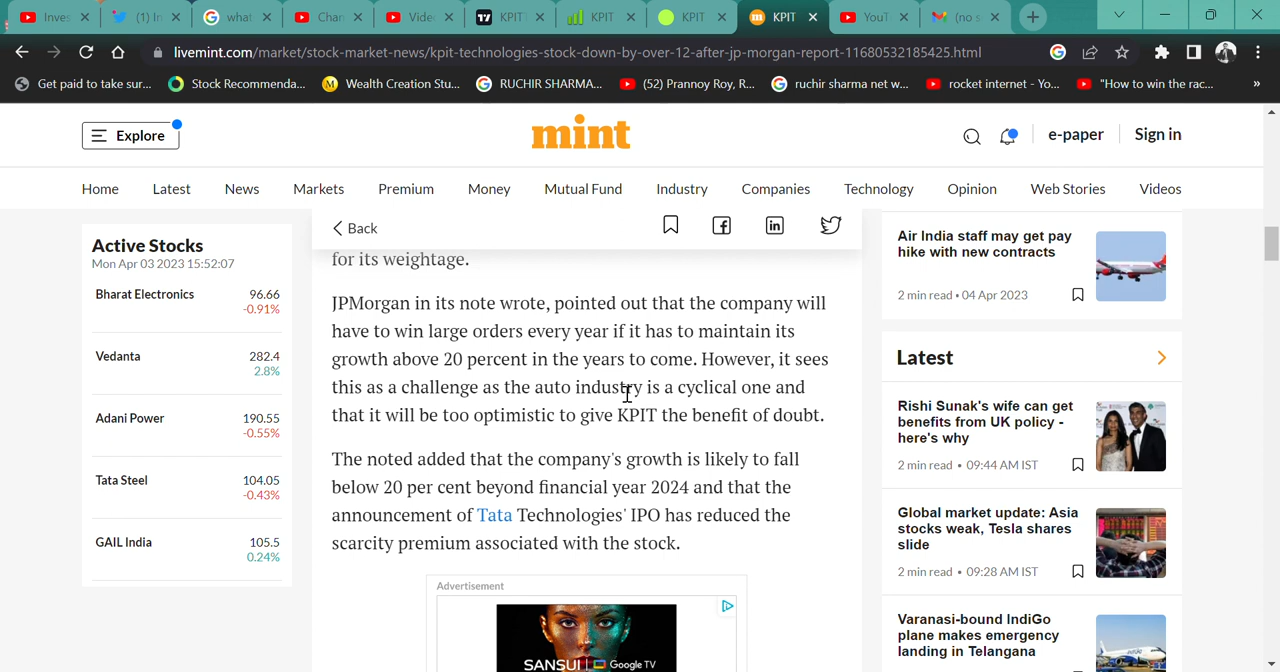 Inves
(1) In
what
Chan
Vide
KPIT
KPIT
KPIT
KPIT
YouT
(no s
livemint.com/market/stock-market-news/kpit-technologies-stock-down-by-over-12-after-jp-morgan-report-11680532185425.html
Get paid to take sur...
Stock Recommenda...
Wealth Creation Stu...
RUCHIR SHARMA...
(52) Prannoy Roy, R...
ruchir sharma net w...
rocket internet - Yo...
"How to win the rac...
Explore
mint
e-paper
Sign in
Home
Latest
News
Markets
Premium
Money
Mutual Fund
Industry
Companies
Technology
Opinion
Web Stories
Videos
Active Stocks
Mon Apr 03 2023 15:52:07
Bharat Electronics 96.66
-0.91%
Vedanta 282.4
2.8%
Adani Power 190.55
-0.55%
Tata Steel 104.05
-0.43%
GAIL India 105.5
0.24%
Back
for its weightage.
JPMorgan in its note wrote, pointed out that the company will
have to win large orders every year if it has to maintain its
growth above 20 percent in the years to come. However, it sees
this as a challenge as the auto industry is a cyclical one and
that it will be too optimistic to give KPIT the benefit of doubt.
The noted added that the company's growth is likely to fall
below 20 per cent beyond financial year 2024 and that the
announcement of Tata Technologies' IPO has reduced the
scarcity premium associated with the stock.
Advertisement
SANSUI Google TV
Air India staff may get pay
hike with new contracts
2 min read • 04 Apr 2023
Latest
Rishi Sunak's wife can get
benefits from UK policy -
here's why
2 min read • 09:44 AM IST
Global market update: Asia
stocks weak, Tesla shares
slide
2 min read • 09:28 AM IST
Varanasi-bound IndiGo
plane makes emergency
landing in Telangana